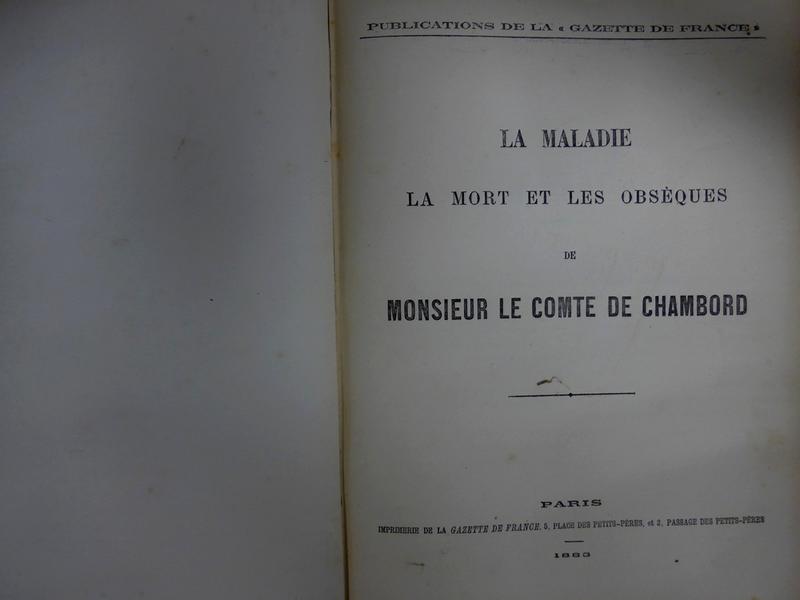 PUBLICATIONS DE LA « GAZETTE DE FRANCE »
LA MALADIE
LA MORT ET LES OBSÈQUES
DE
MONSIEUR LE COMTE DE CHAMBORD
PARIS
IMPRIMERIE DE LA GAZETTE DE FRANCE, 5, PLACE DES PETITS-PÈRES, et 2, PASSAGE DES PETITS-PÈRES
1883